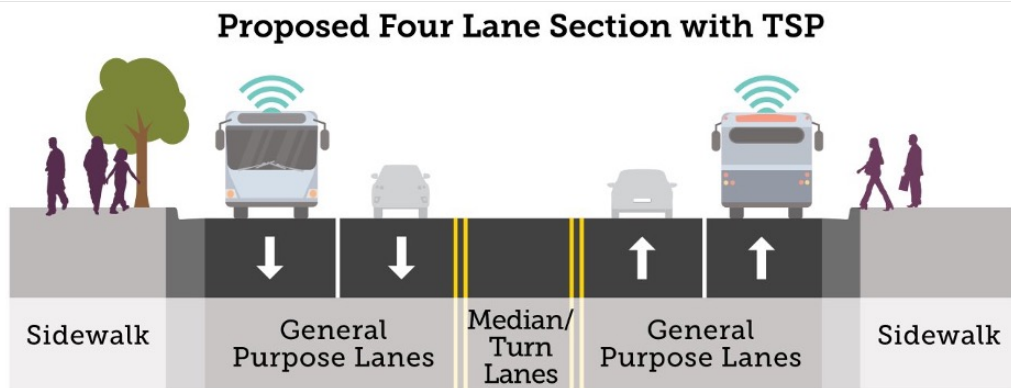 Proposed Four Lane Section with TSP
Sidewalk
General
Purpose Lanes
Median/
Turn
Lanes
General
Purpose Lanes
Sidewalk